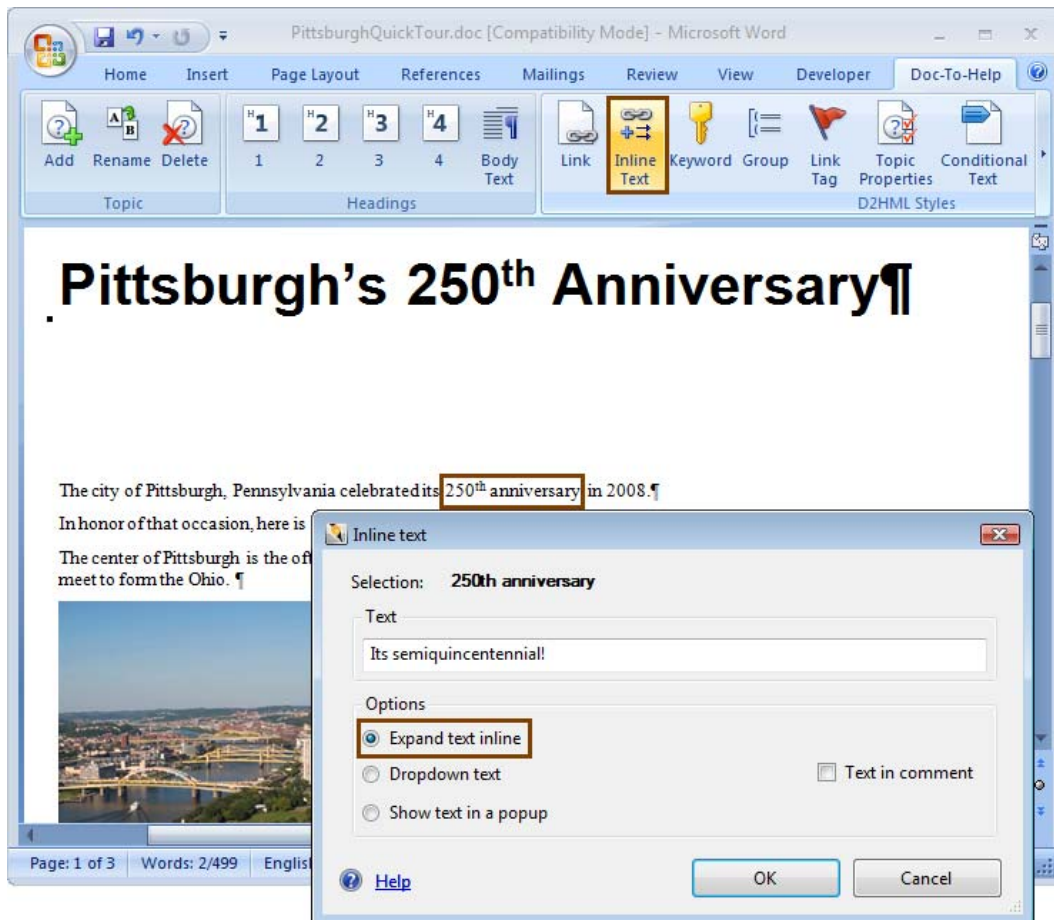 PittsburghQuickTour.doc [Compatibility Mode] - Microsoft Word
Home Insert Page Layout References Mailings Review View Developer Doc-To-Help
H1 H2 H3 H4
Add Rename Delete 1 2 3 4 Body Text Link Inline Text Keyword Group Link Tag Topic Properties Conditional Text
Topic Headings D2HML Styles
Pittsburgh’s 250th Anniversary¶
The city of Pittsburgh, Pennsylvania celebrated its 250th anniversary in 2008.¶
In honor of that occasion, here is
The center of Pittsburgh is the
meet to form the Ohio. ¶
Inline text
Selection: 250th anniversary
Text
Its semiquincentennial!
Options
Expand text inline
Dropdown text Text in comment
Show text in a popup
Help OK Cancel
Page: 1 of 3 Words: 2/499